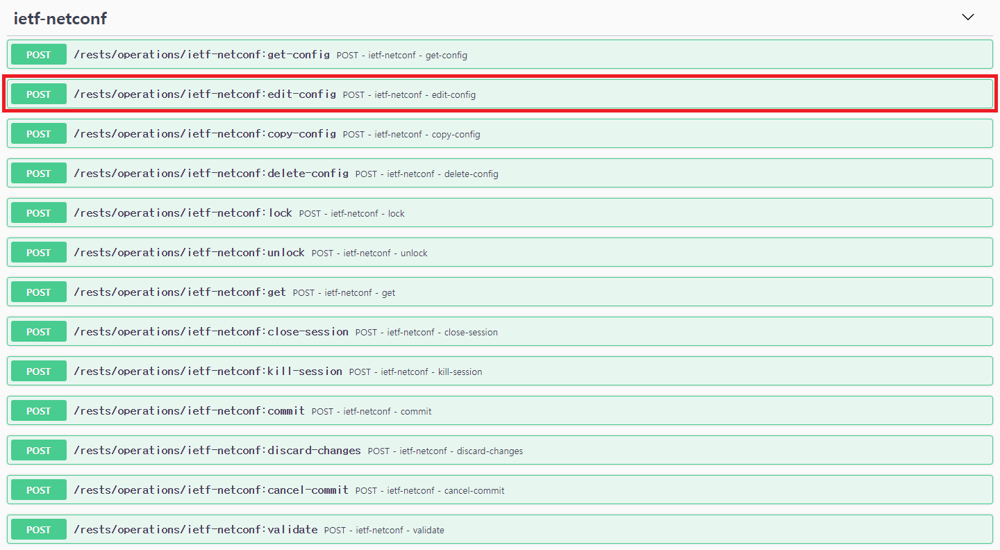 ietf-netconf
POST /rests/operations/ietf-netconf:get-config POST - ietf-netconf - get-config
POST /rests/operations/ietf-netconf:edit-config POST - ietf-netconf - edit-config
POST /rests/operations/ietf-netconf:copy-config POST - ietf-netconf - copy-config
POST /rests/operations/ietf-netconf:delete-config POST - ietf-netconf - delete-config
POST /rests/operations/ietf-netconf:lock POST - ietf-netconf - lock
POST /rests/operations/ietf-netconf:unlock POST - ietf-netconf - unlock
POST /rests/operations/ietf-netconf:get POST - ietf-netconf - get
POST /rests/operations/ietf-netconf:close-session POST - ietf-netconf - close-session
POST /rests/operations/ietf-netconf:kill-session POST - ietf-netconf - kill-session
POST /rests/operations/ietf-netconf:commit POST - ietf-netconf - commit
POST /rests/operations/ietf-netconf:discard-changes POST - ietf-netconf - discard-changes
POST /rests/operations/ietf-netconf:cancel-commit POST - ietf-netconf - cancel-commit
POST /rests/operations/ietf-netconf:validate POST - ietf-netconf - validate